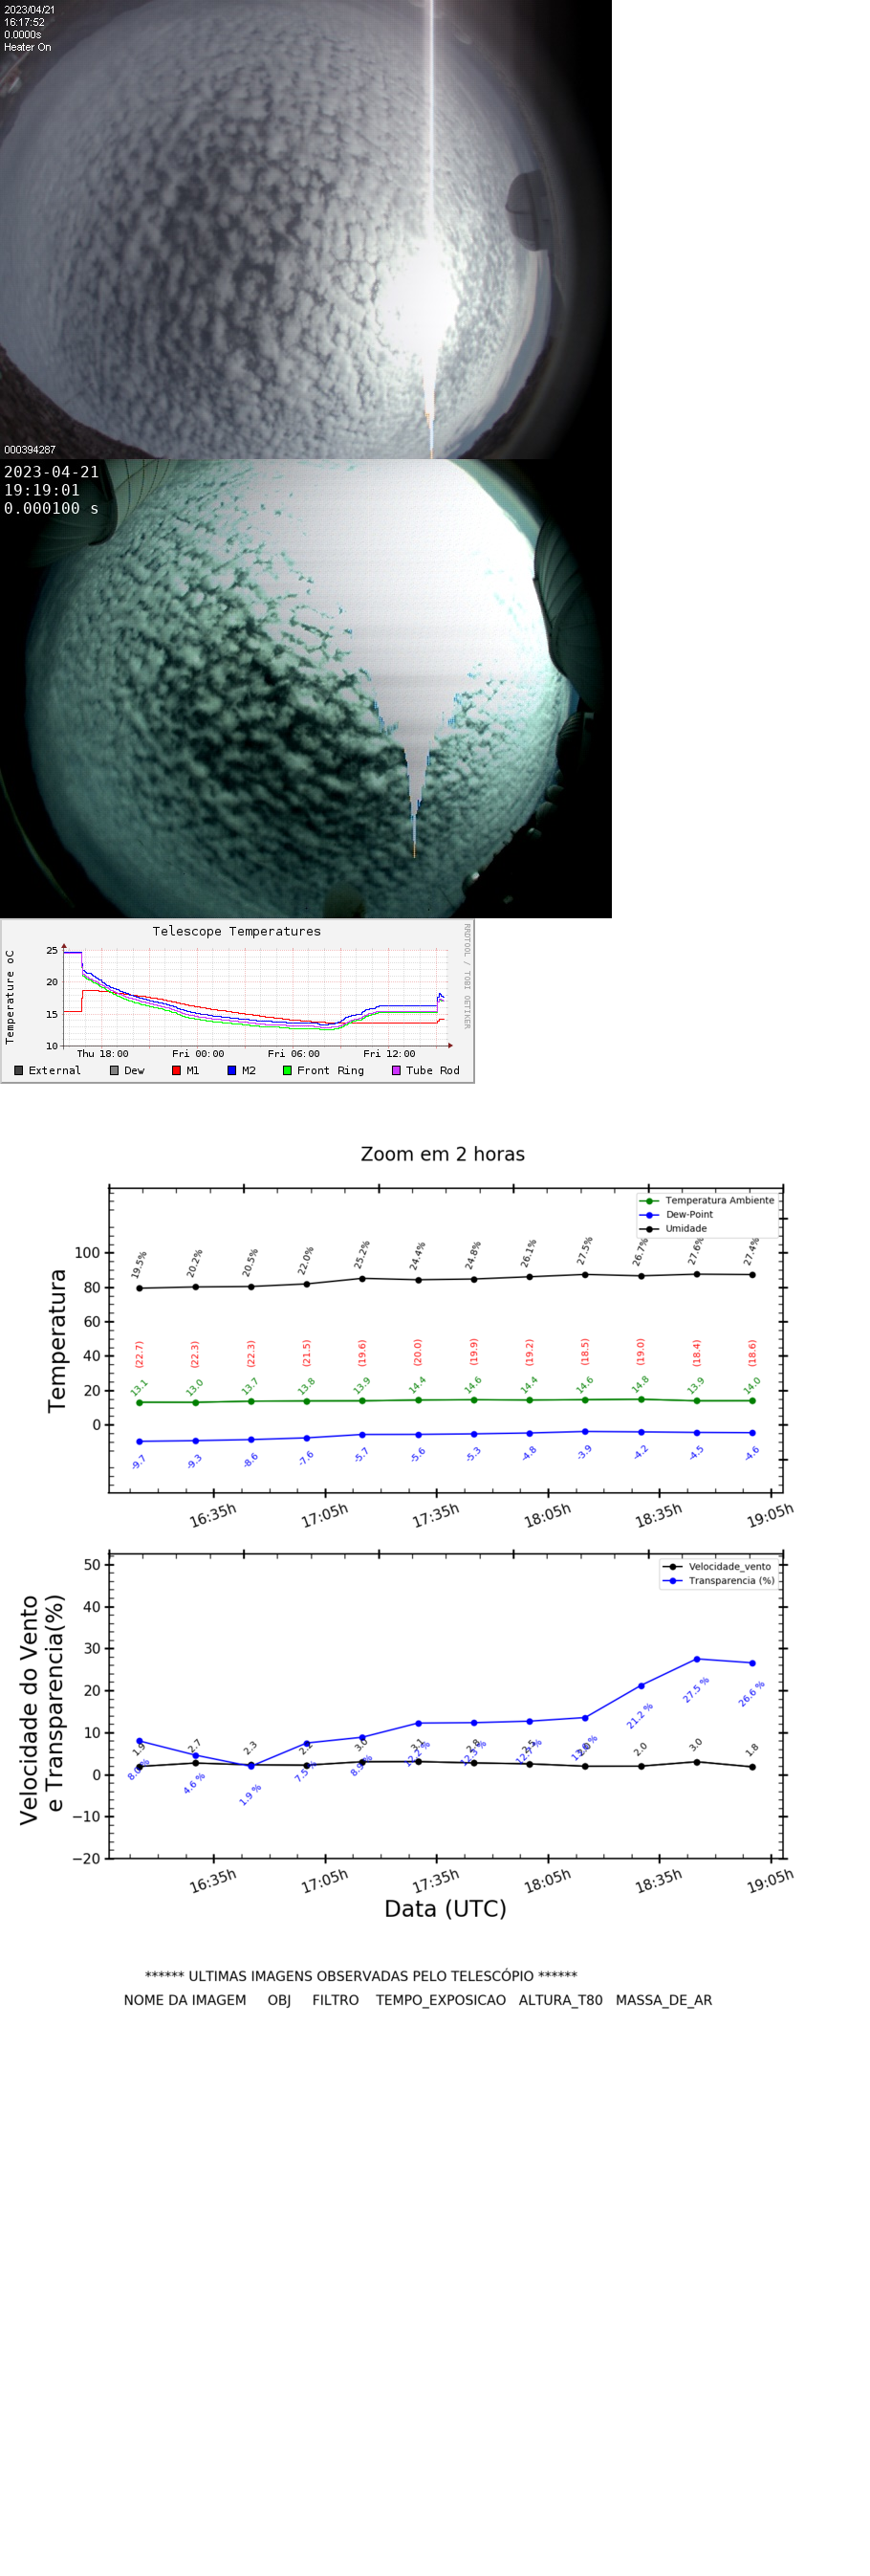 2023/04/21
16:17:52
0.0000s
Heater On
000394287
2023-04-21
19:19:01
0.000100 s
Telescope Temperatures
RRDTOOL / TOBI OETIKER
Temperature oC
25
20
15
10
Thu 18:00 Fri 00:00 Fri 06:00 Fri 12:00
External Dew M1 M2 Front Ring Tube Rod
Zoom em 2 horas
Temperatura Ambiente
Dew-Point
Umidade
Temperatura
100
80
60
40
20
0
19.5% 20.2% 20.5% 22.0% 25.2% 24.4% 24.8% 26.1% 27.5% 26.7% 27.6% 27.4%
(22.7) (22.3) (22.3) (21.5) (19.6) (20.0) (19.9) (19.2) (18.5) (19.0) (18.4) (18.6)
13.1 13.0 13.7 13.8 13.9 14.4 14.6 14.4 14.6 14.8 13.9 14.0
-9.7 -9.3 -8.6 -7.6 -5.7 -5.6 -5.3 -4.8 -3.9 -4.2 -4.5 -4.6
16:35h 17:05h 17:35h 18:05h 18:35h 19:05h
Velocidade_vento
Transparencia (%)
Velocidade do Vento
e Transparencia(%)
50
40
30
20
10
0
−10
−20
1.9 2.7 2.3 3.0 3.1 2.0 3.0 1.8
4.6 % 1.9 % 21.2 % 27.5 % 26.6 %
16:35h 17:05h 17:35h 18:05h 18:35h 19:05h
Data (UTC)
****** ULTIMAS IMAGENS OBSERVADAS PELO TELESCÓPIO ******
NOME DA IMAGEM OBJ FILTRO TEMPO_EXPOSICAO ALTURA_T80 MASSA_DE_AR